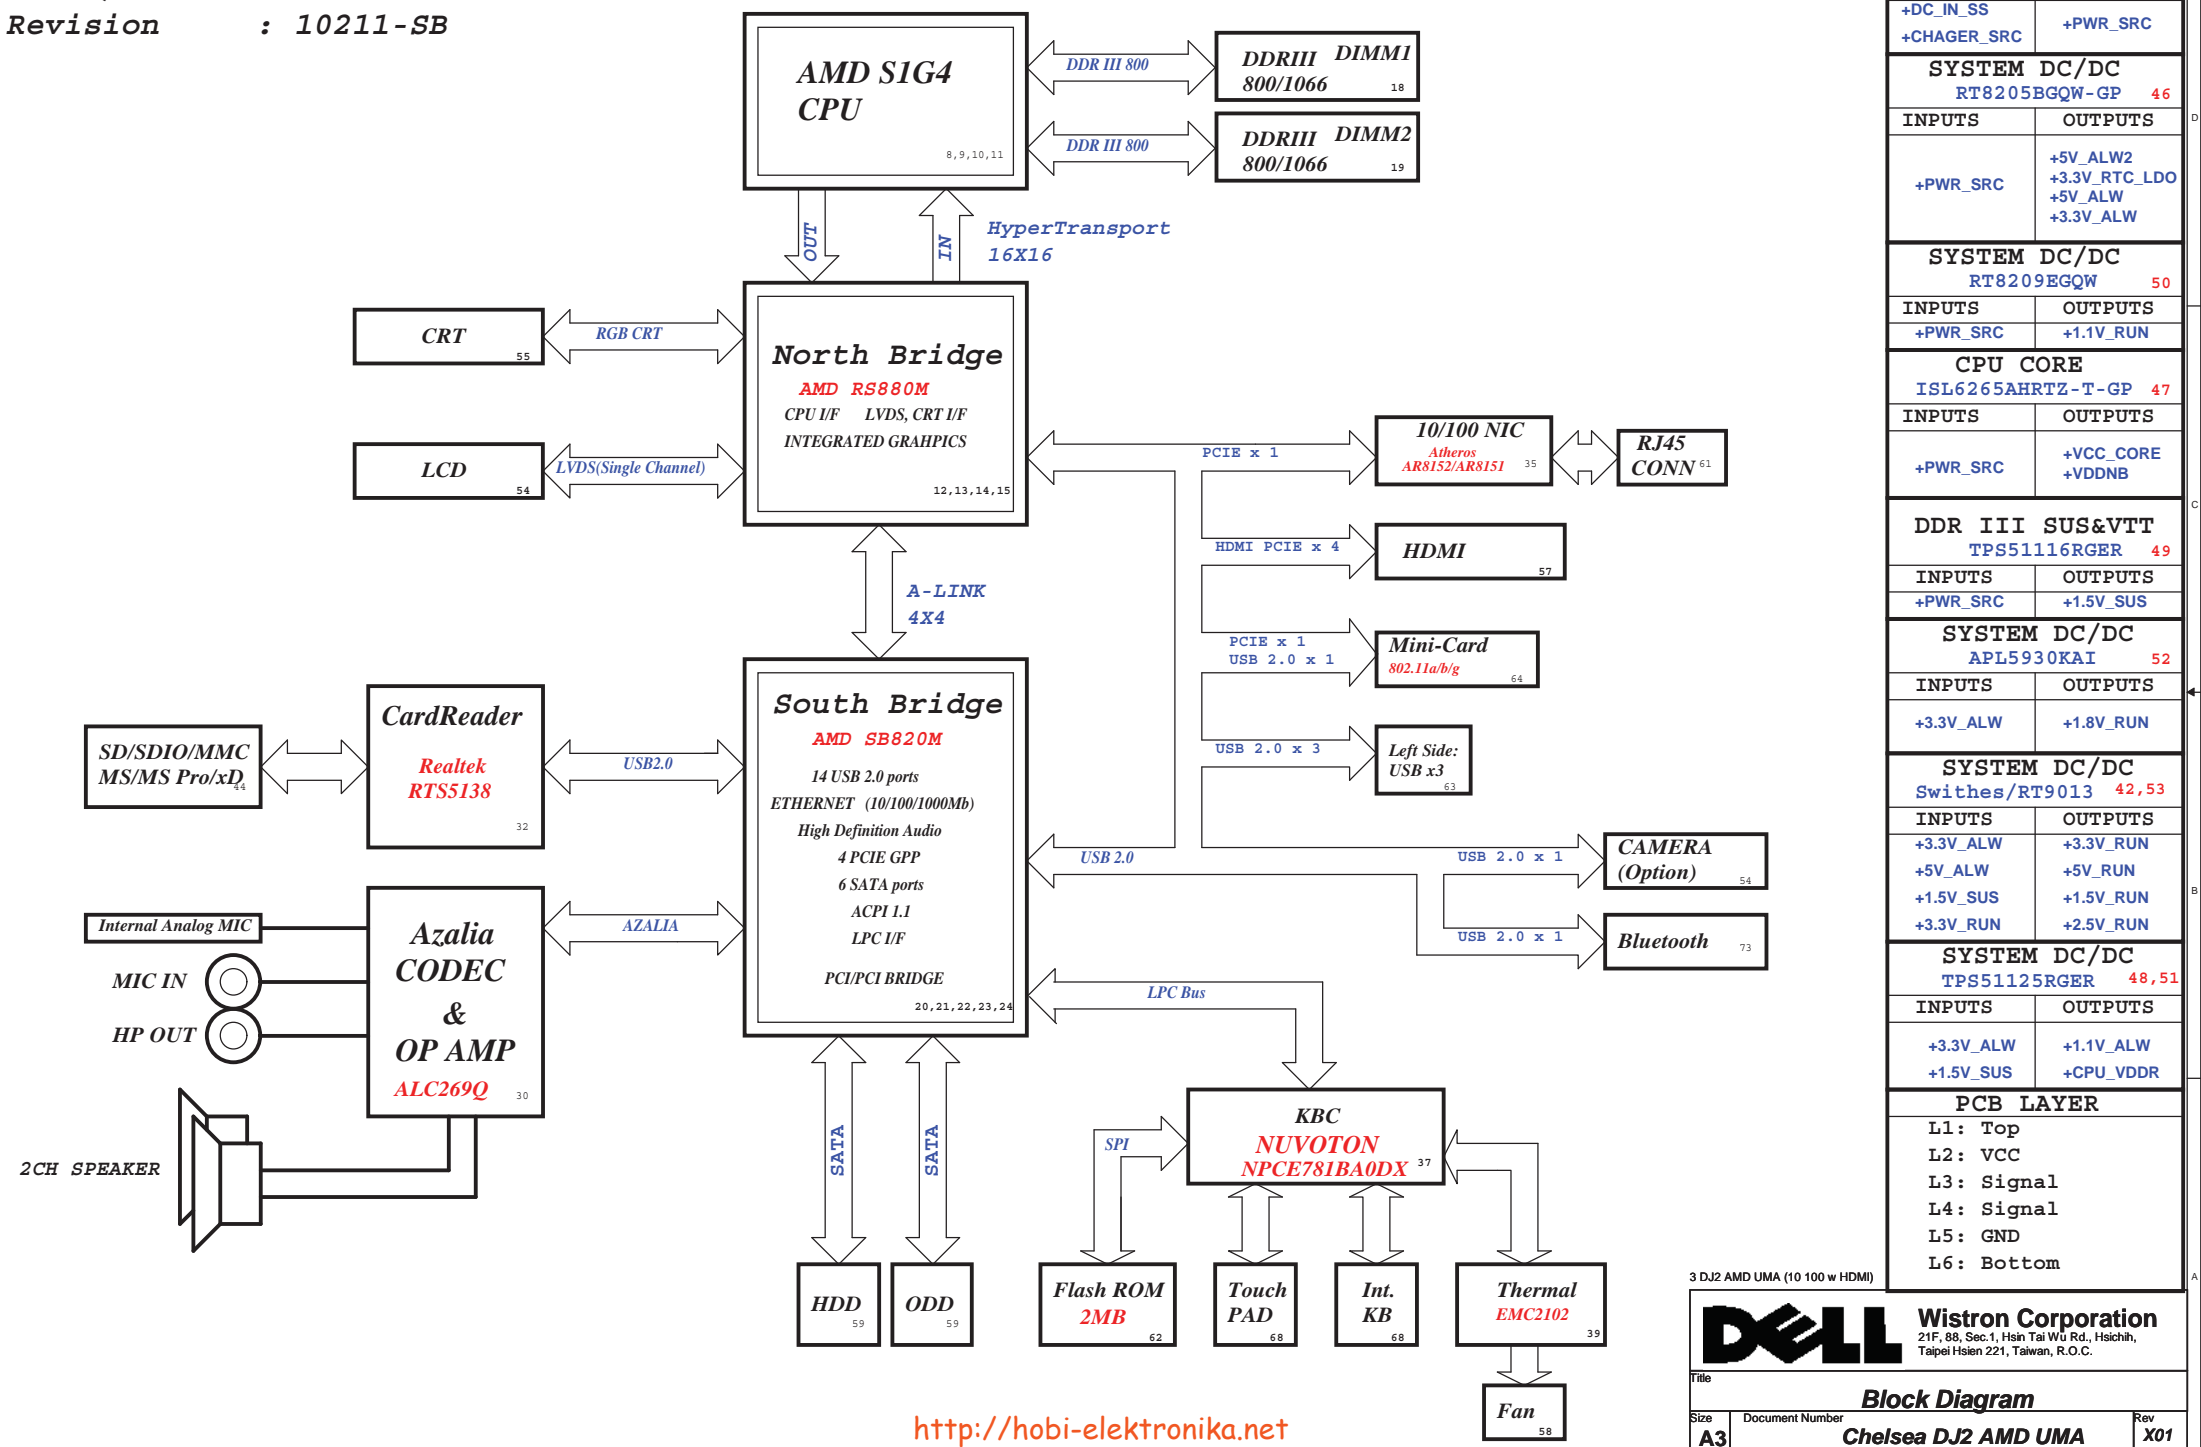 Revision : 10211-SB
AMD S1G4
CPU
8,9,10,11
DDR III 800
DDRIII DIMM1
800/1066
18
DDR III 800
DDRIII DIMM2
800/1066
19
OUT
IN
HyperTransport
16X16
CRT
55
RGB CRT
North Bridge
AMD RS880M
CPU I/F LVDS, CRT I/F
INTEGRATED GRAHPICS
12,13,14,15
LCD
54
LVDS(Single Channel)
PCIE x 1
10/100 NIC
Atheros
AR8152/AR8151
35
RJ45
CONN
61
HDMI PCIE x 4
HDMI
57
A-LINK
4X4
PCIE x 1
USB 2.0 x 1
Mini-Card
802.11a/b/g
64
USB 2.0 x 3
Left Side:
USB x3
63
South Bridge
AMD SB820M
14 USB 2.0 ports
ETHERNET (10/100/1000Mb)
High Definition Audio
4 PCIE GPP
6 SATA ports
ACPI 1.1
LPC I/F
PCI/PCI BRIDGE
20,21,22,23,24
SD/SDIO/MMC
MS/MS Pro/xD
44
CardReader
Realtek
RTS5138
32
USB2.0
USB 2.0
USB 2.0 x 1
CAMERA
(Option)
54
USB 2.0 x 1
Bluetooth
73
Internal Analog MIC
MIC IN
HP OUT
2CH SPEAKER
Azalia
CODEC
&
OP AMP
ALC269Q
30
AZALIA
LPC Bus
KBC
NUVOTON
NPCE781BA0DX
37
SPI
SATA
SATA
HDD
59
ODD
59
Flash ROM
2MB
62
Touch
PAD
68
Int.
KB
68
Thermal
EMC2102
39
Fan
58
http://hobi-elektronika.net
+DC_IN_SS
+CHAGER_SRC
+PWR_SRC
SYSTEM DC/DC
RT8205BGQW-GP 46
INPUTS OUTPUTS
+PWR_SRC
+5V_ALW2
+3.3V_RTC_LDO
+5V_ALW
+3.3V_ALW
SYSTEM DC/DC
RT8209EGQW 50
INPUTS OUTPUTS
+PWR_SRC +1.1V_RUN
CPU CORE
ISL6265AHRTZ-T-GP 47
INPUTS OUTPUTS
+PWR_SRC
+VCC_CORE
+VDDNB
DDR III SUS&VTT
TPS51116RGER 49
INPUTS OUTPUTS
+PWR_SRC +1.5V_SUS
SYSTEM DC/DC
APL5930KAI 52
INPUTS OUTPUTS
+3.3V_ALW +1.8V_RUN
SYSTEM DC/DC
Swithes/RT9013 42,53
INPUTS OUTPUTS
+3.3V_ALW +3.3V_RUN
+5V_ALW +5V_RUN
+1.5V_SUS +1.5V_RUN
+3.3V_RUN +2.5V_RUN
SYSTEM DC/DC
TPS51125RGER 48,51
INPUTS OUTPUTS
+3.3V_ALW +1.1V_ALW
+1.5V_SUS +CPU_VDDR
PCB LAYER
L1: Top
L2: VCC
L3: Signal
L4: Signal
L5: GND
L6: Bottom
D
C
B
A
3 DJ2 AMD UMA (10 100 w HDMI)
DELL
Wistron Corporation
21F, 88, Sec.1, Hsin Tai Wu Rd., Hsichih,
Taipei Hsien 221, Taiwan, R.O.C.
Title
Block Diagram
Size Document Number Rev
A3 Chelsea DJ2 AMD UMA X01